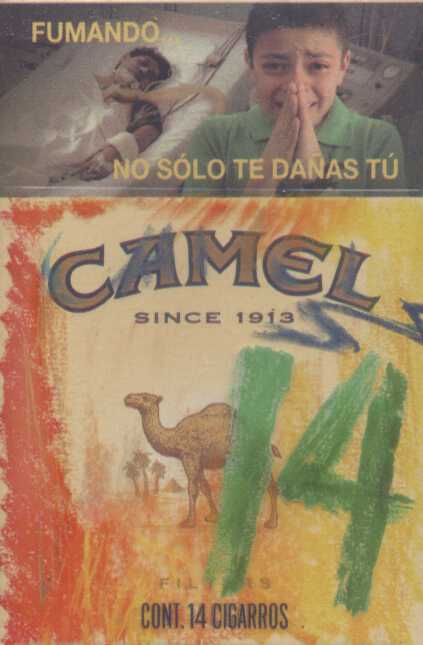 FUMANDO...
NO SÓLO TE DAÑAS TÚ
CAMEL
SINCE 1913
14
FILTERS
CONT. 14 CIGARROS